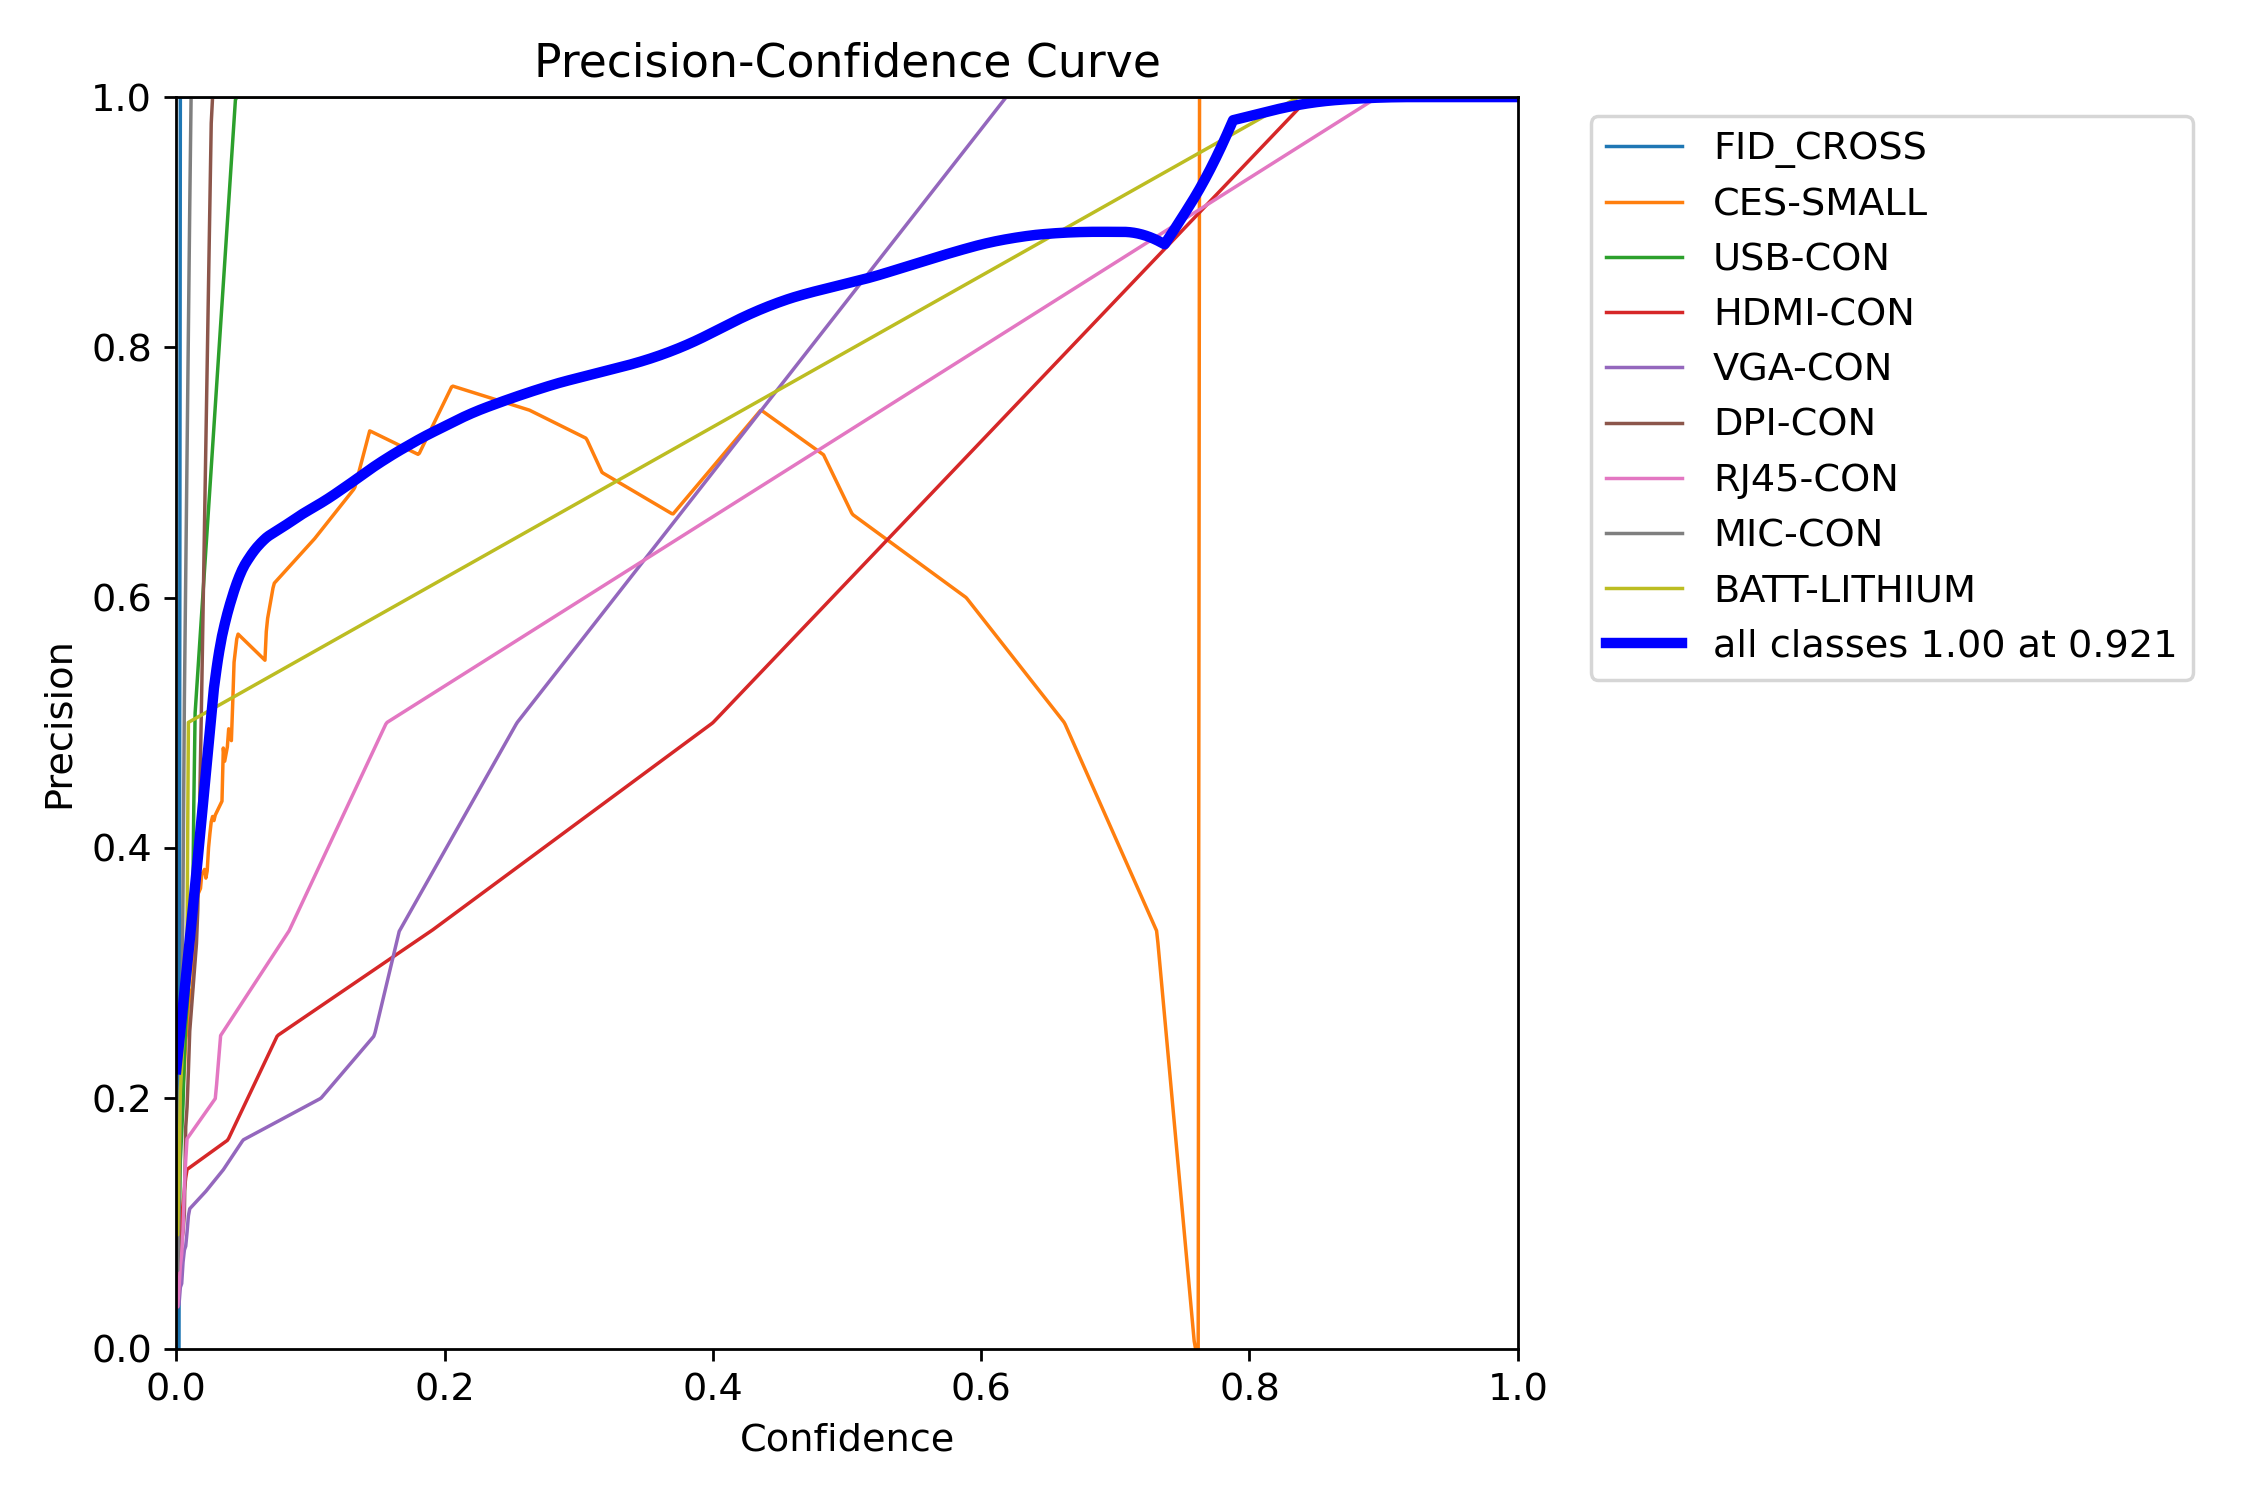 Precision-Confidence Curve
1.0
0.8
0.6
0.4
0.2
0.0
Precision
0.0 0.2 0.4 0.6 0.8 1.0
Confidence
FID_CROSS
CES-SMALL
USB-CON
HDMI-CON
VGA-CON
DPI-CON
RJ45-CON
MIC-CON
BATT-LITHIUM
all classes 1.00 at 0.921